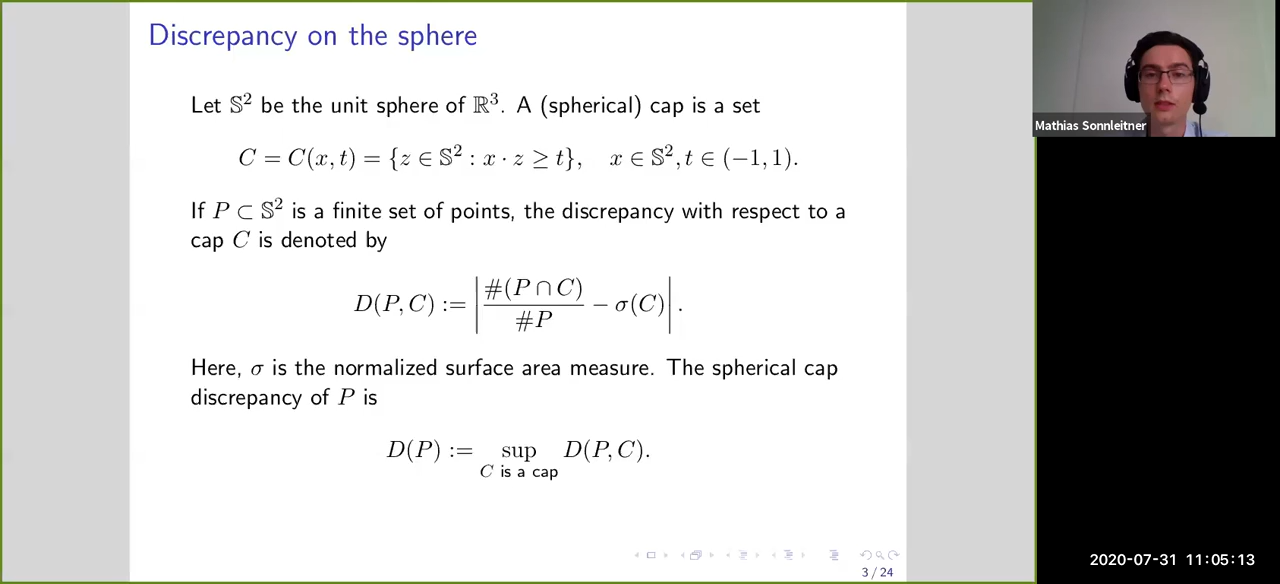 Discrepancy on the sphere
Let 𝕊² be the unit sphere of ℝ³. A (spherical) cap is a set
C = C(x, t) = {z ∈ 𝕊² : x · z ≥ t},  x ∈ 𝕊², t ∈ (−1, 1).
If P ⊂ 𝕊² is a finite set of points, the discrepancy with respect to a
cap C is denoted by
D(P, C) := | #(P ∩ C) / #P − σ(C) | .
Here, σ is the normalized surface area measure. The spherical cap
discrepancy of P is
D(P) := sup D(P, C).
C is a cap
3 / 24
Mathias Sonnleitner
2020-07-31 11:05:13